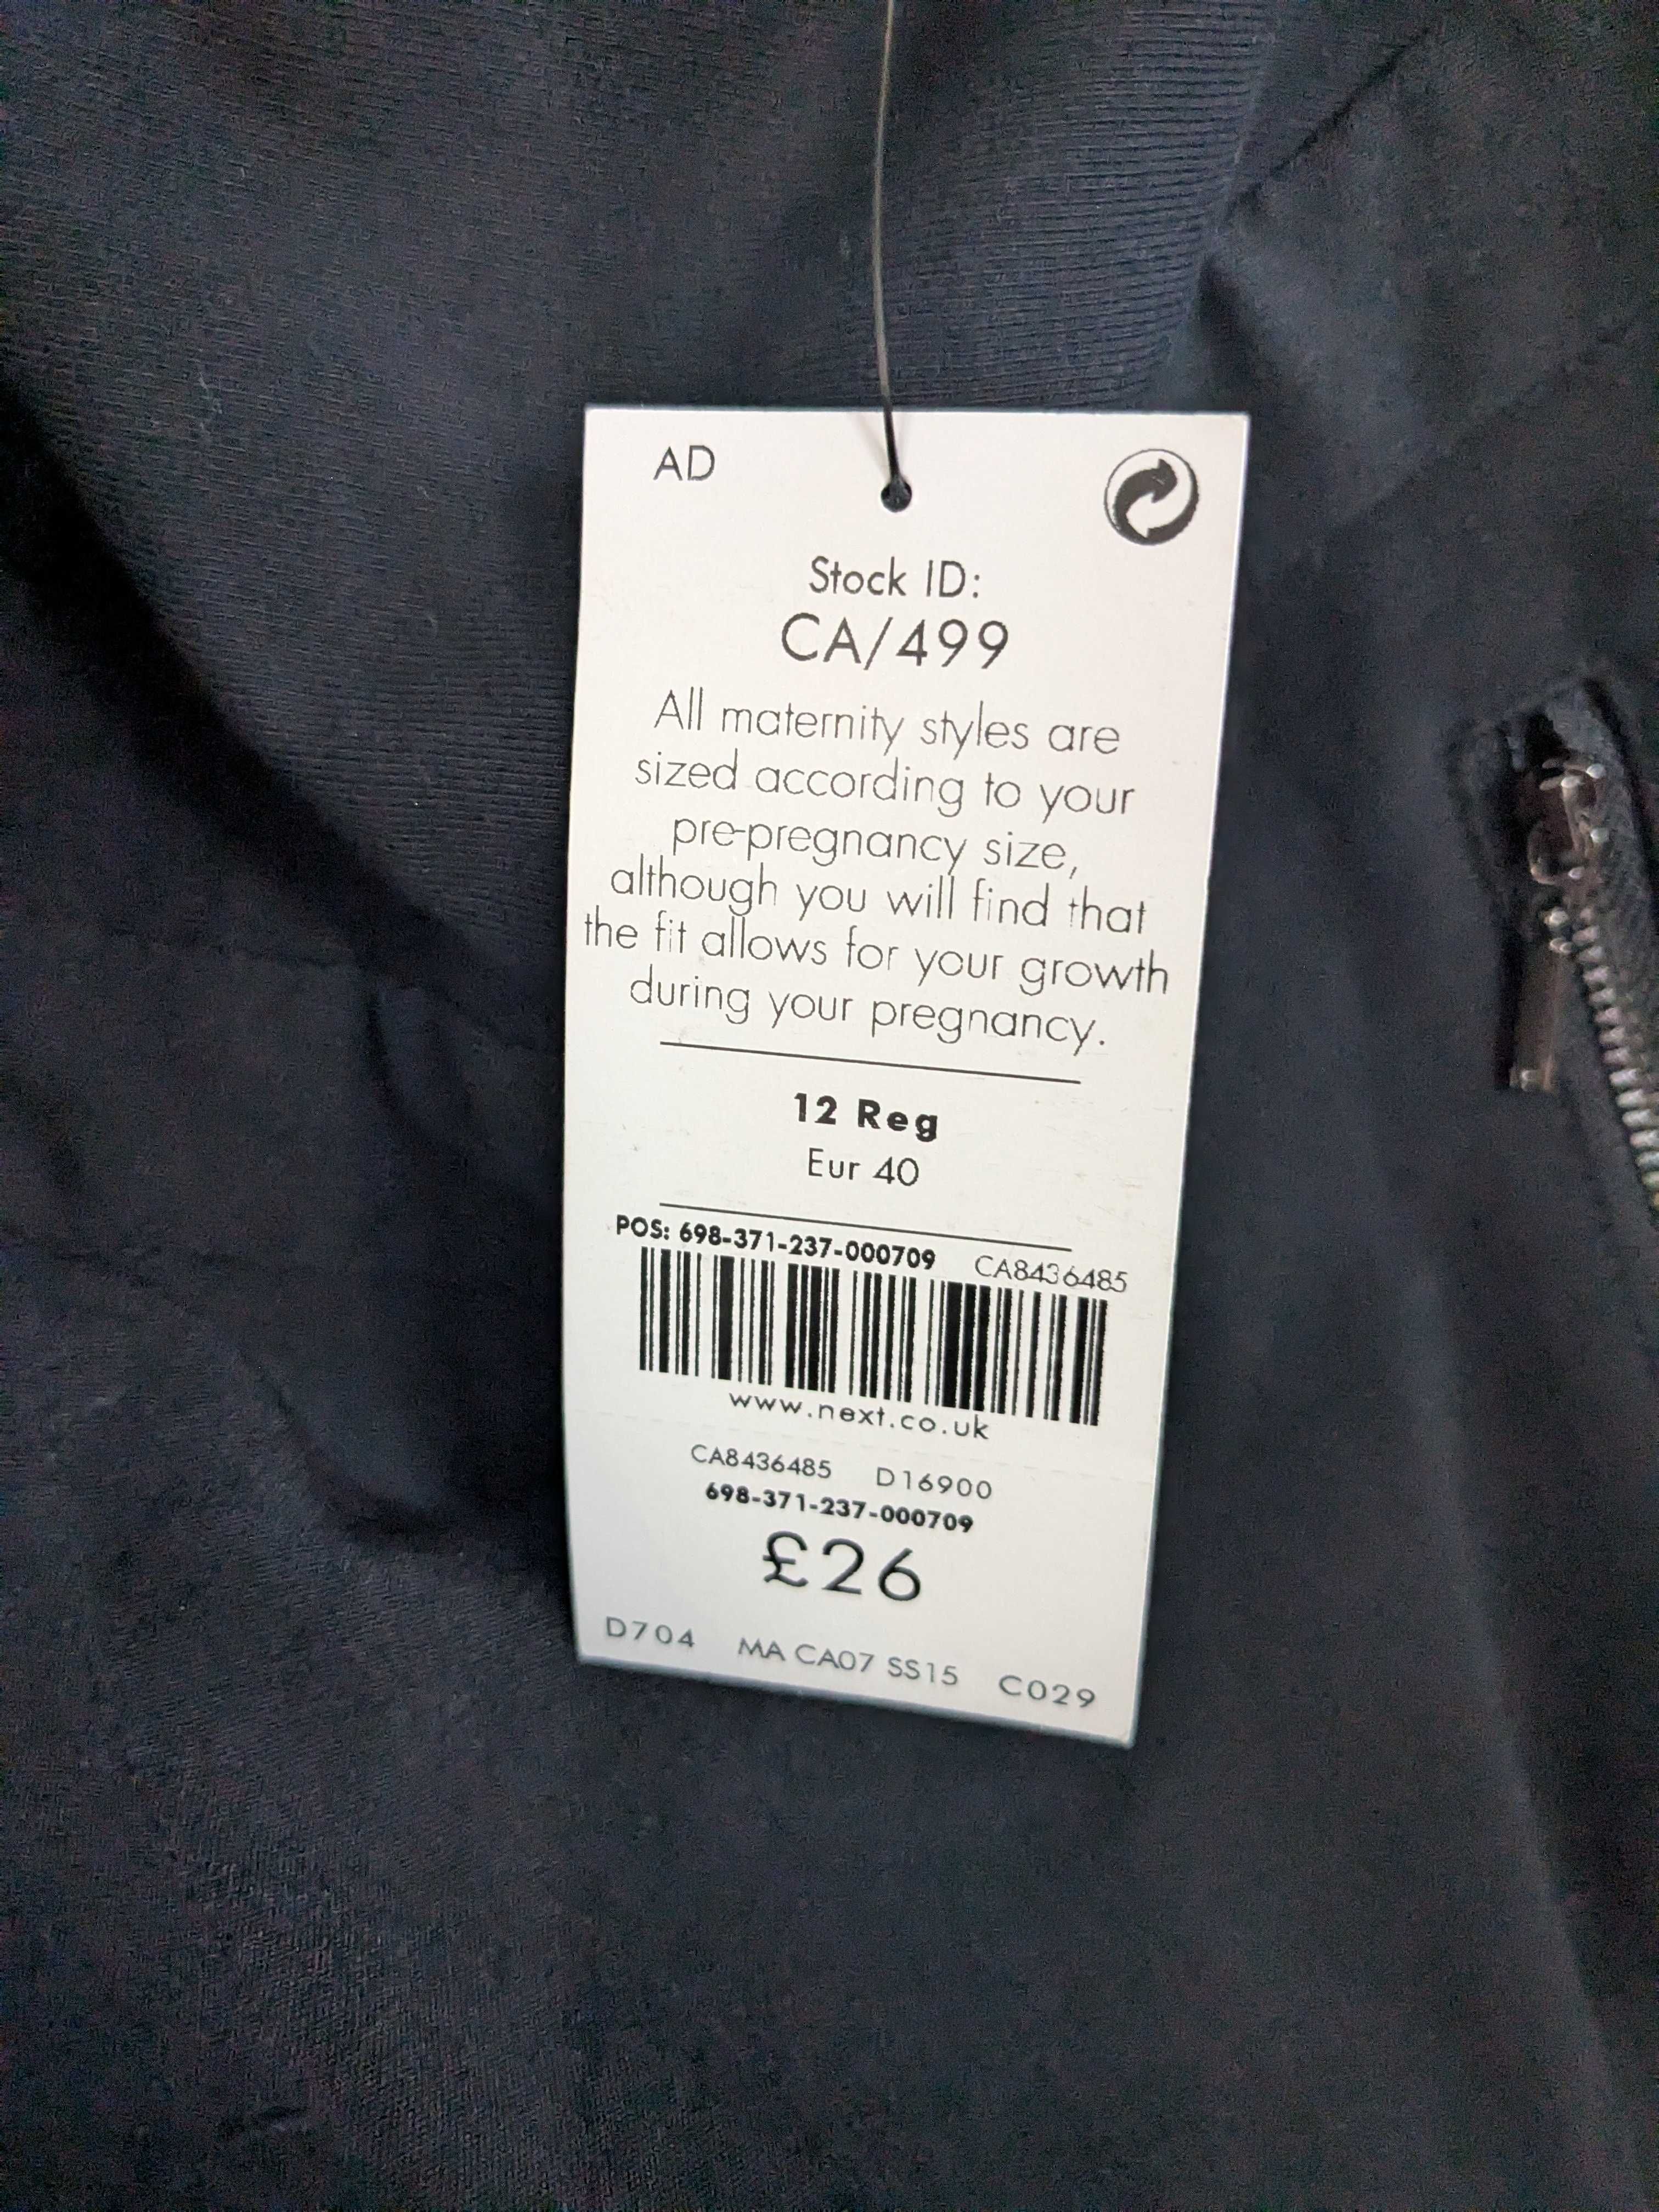 AD
Stock ID:
CA/499
All maternity styles are
sized according to your
pre-pregnancy size,
although you will find that
the fit allows for your growth
during your pregnancy.
12 Reg
Eur 40
POS: 698-371-237-000709 CA8436485
www.next.co.uk
CA8436485 D16900
698-371-237-000709
£26
D704 MA CA07 SS15 C029